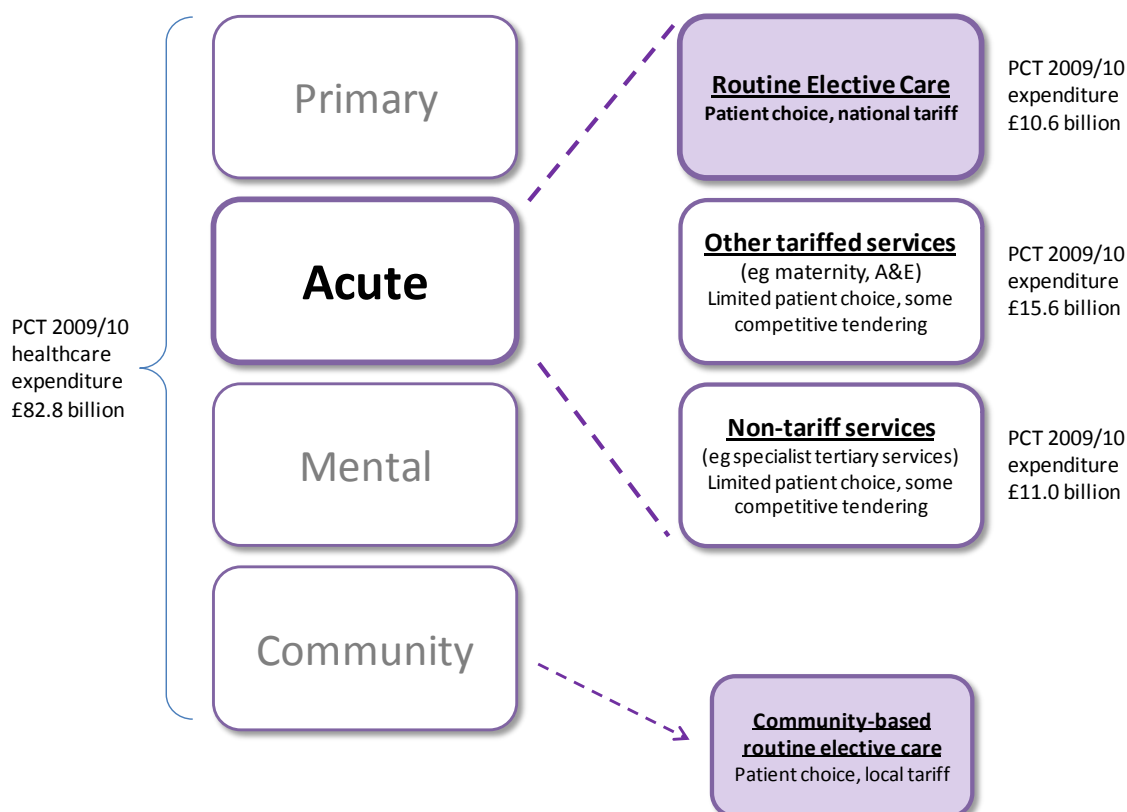 PCT 2009/10
healthcare
expenditure
£82.8 billion
Primary
Acute
Mental
Community
Routine Elective Care
Patient choice, national tariff
PCT 2009/10
expenditure
£10.6 billion
Other tariffed services
(eg maternity, A&E)
Limited patient choice, some
competitive tendering
PCT 2009/10
expenditure
£15.6 billion
Non-tariff services
(eg specialist tertiary services)
Limited patient choice, some
competitive tendering
PCT 2009/10
expenditure
£11.0 billion
Community-based
routine elective care
Patient choice, local tariff